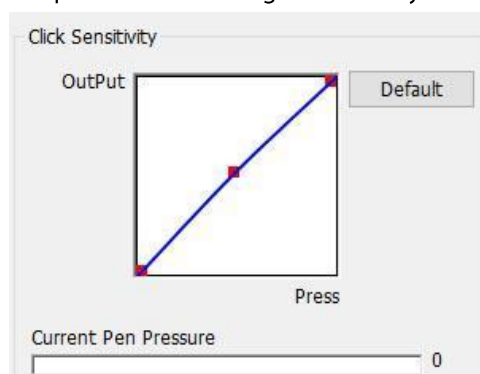 Click Sensitivity
OutPut
Default
Press
Current Pen Pressure
0